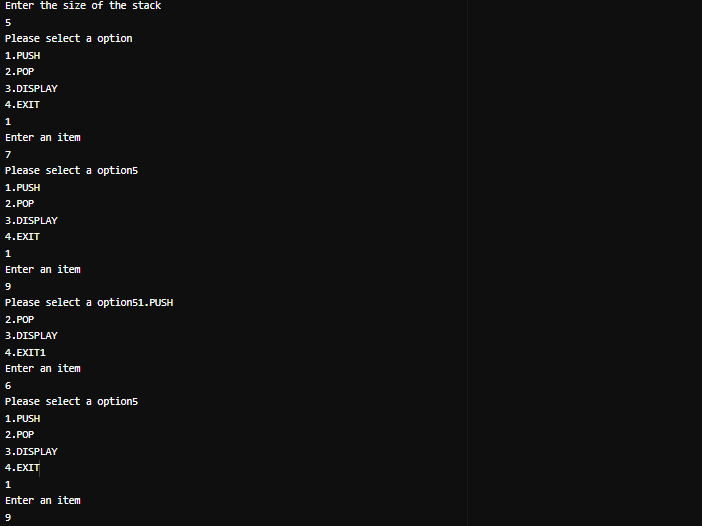 Enter the size of the stack
5
Please select a option
1.PUSH
2.POP
3.DISPLAY
4.EXIT
1
Enter an item
7
Please select a option5
1.PUSH
2.POP
3.DISPLAY
4.EXIT
1
Enter an item
9
Please select a option51.PUSH
2.POP
3.DISPLAY
4.EXIT1
Enter an item
6
Please select a option5
1.PUSH
2.POP
3.DISPLAY
4.EXIT
1
Enter an item
9